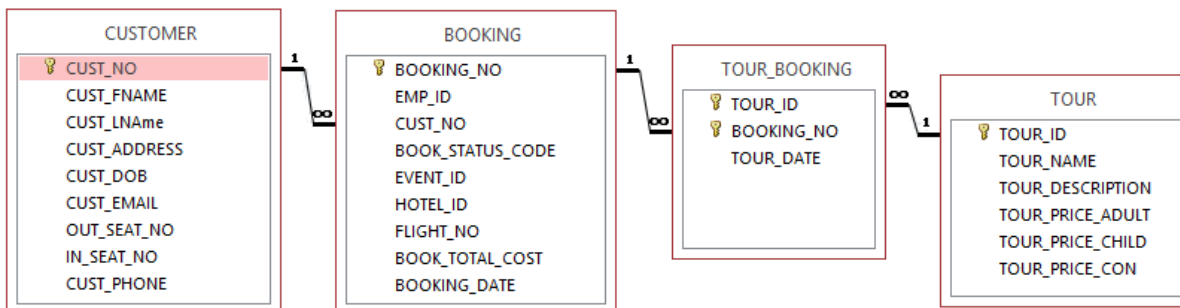 CUSTOMER
CUST_NO
CUST_FNAME
CUST_LNAme
CUST_ADDRESS
CUST_DOB
CUST_EMAIL
OUT_SEAT_NO
IN_SEAT_NO
CUST_PHONE
1
∞
BOOKING
BOOKING_NO
EMP_ID
CUST_NO
BOOK_STATUS_CODE
EVENT_ID
HOTEL_ID
FLIGHT_NO
BOOK_TOTAL_COST
BOOKING_DATE
1
∞
TOUR_BOOKING
TOUR_ID
BOOKING_NO
TOUR_DATE
∞
1
TOUR
TOUR_ID
TOUR_NAME
TOUR_DESCRIPTION
TOUR_PRICE_ADULT
TOUR_PRICE_CHILD
TOUR_PRICE_CON